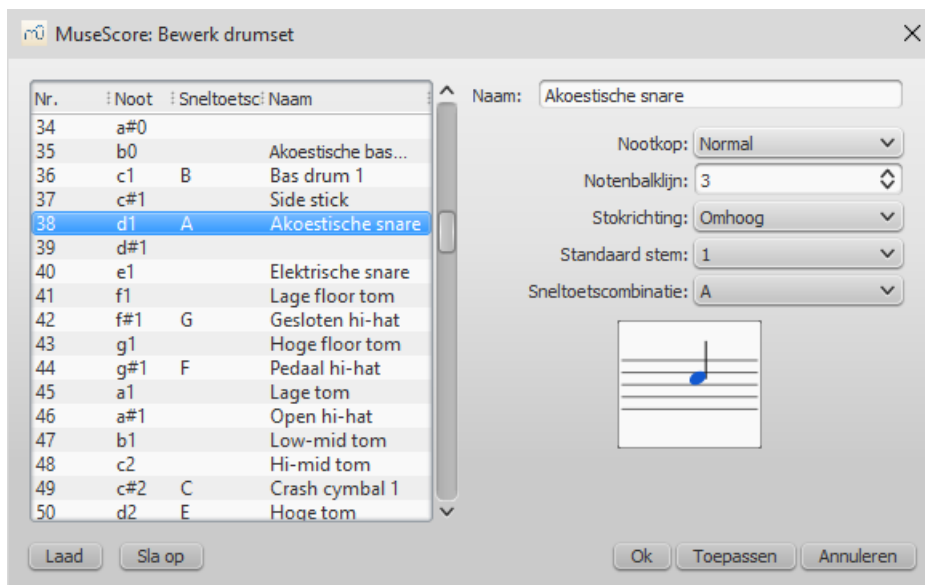 MuseScore: Bewerk drumset
Nr. Noot Sneltoetsc Naam
34 a#0
35 b0 Akoestische bas...
36 c1 B Bas drum 1
37 c#1 Side stick
38 d1 A Akoestische snare
39 d#1
40 e1 Elektrische snare
41 f1 Lage floor tom
42 f#1 G Gesloten hi-hat
43 g1 Hoge floor tom
44 g#1 F Pedaal hi-hat
45 a1 Lage tom
46 a#1 Open hi-hat
47 b1 Low-mid tom
48 c2 Hi-mid tom
49 c#2 C Crash cymbal 1
50 d2 E Hoge tom
Naam: Akoestische snare
Nootkop: Normal
Notenbalklijn: 3
Stokrichting: Omhoog
Standaard stem: 1
Sneltoetscombinatie: A
Laad Sla op Ok Toepassen Annuleren